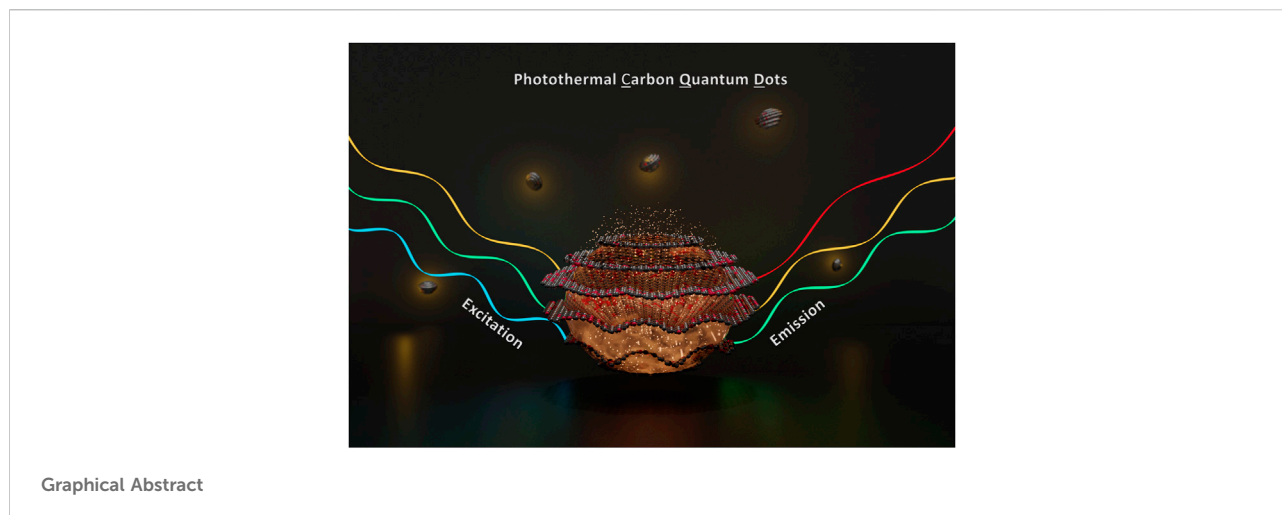 Photothermal Carbon Quantum Dots
Excitation
Emission
Graphical Abstract